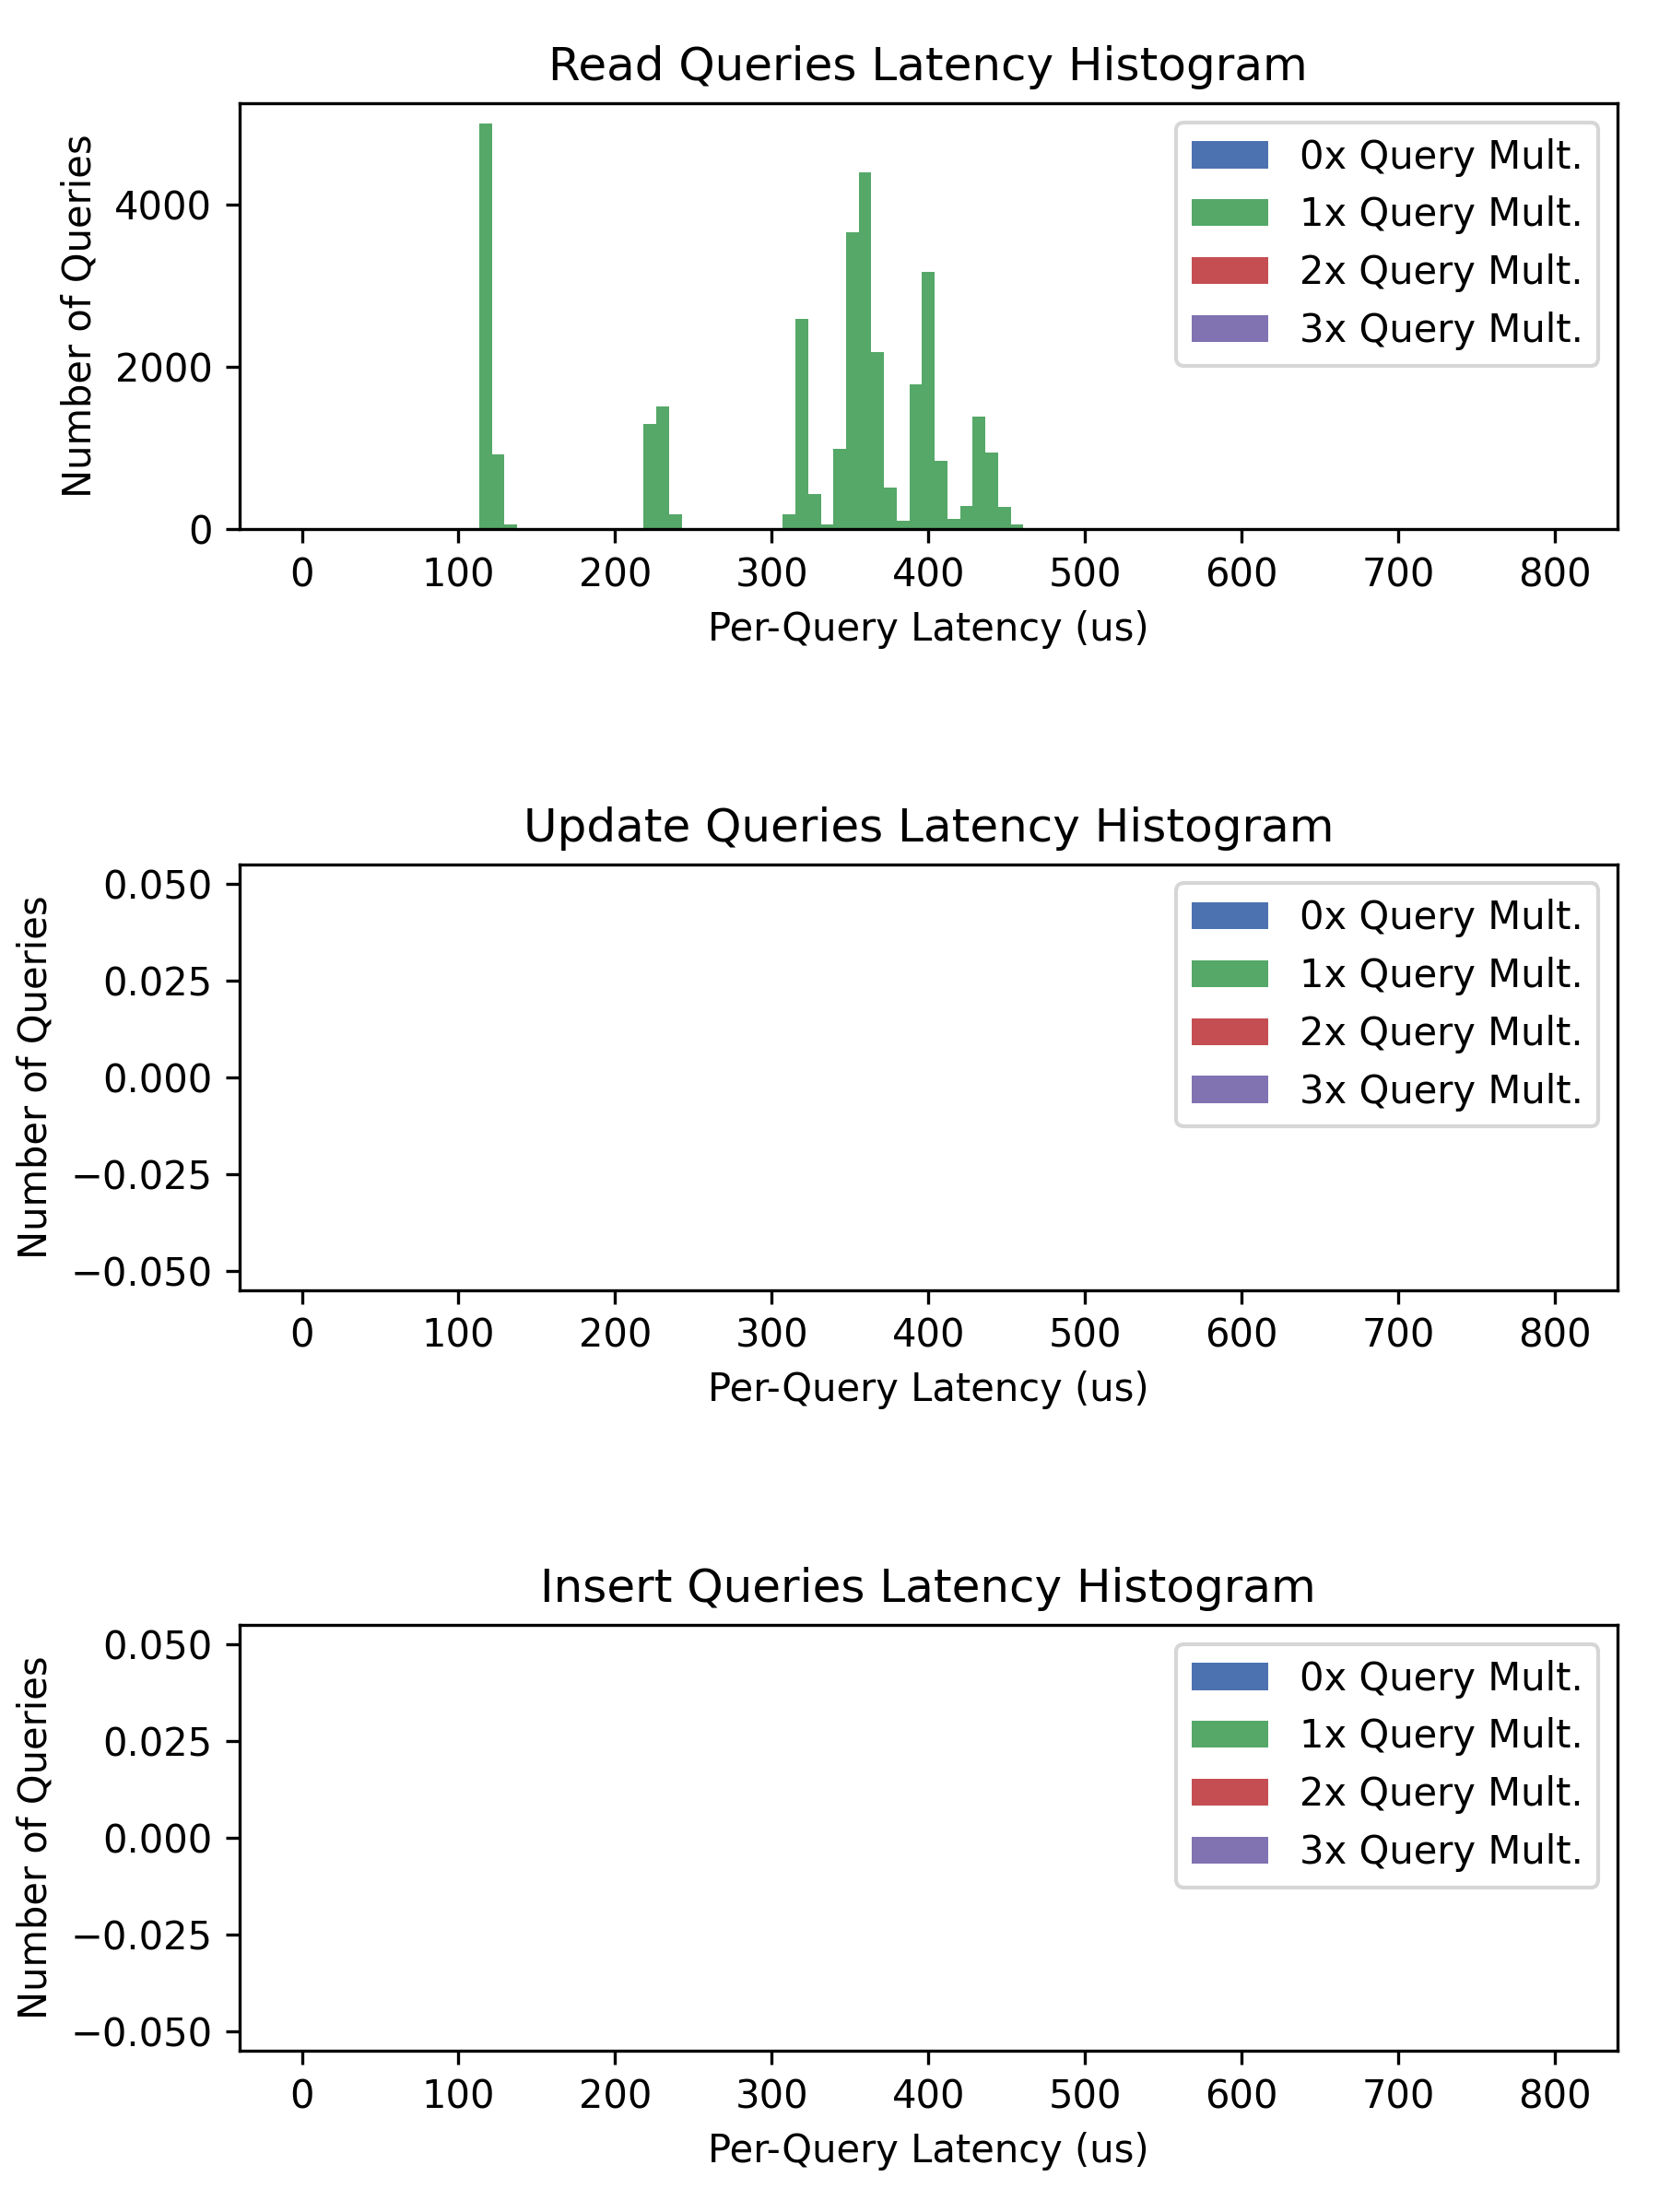 Read Queries Latency Histogram
Number of Queries
4000
2000
0
0x Query Mult.
1x Query Mult.
2x Query Mult.
3x Query Mult.
0 100 200 300 400 500 600 700 800
Per-Query Latency (us)
Update Queries Latency Histogram
Number of Queries
0.050
0.025
0.000
−0.025
−0.050
0x Query Mult.
1x Query Mult.
2x Query Mult.
3x Query Mult.
0 100 200 300 400 500 600 700 800
Per-Query Latency (us)
Insert Queries Latency Histogram
Number of Queries
0.050
0.025
0.000
−0.025
−0.050
0x Query Mult.
1x Query Mult.
2x Query Mult.
3x Query Mult.
0 100 200 300 400 500 600 700 800
Per-Query Latency (us)